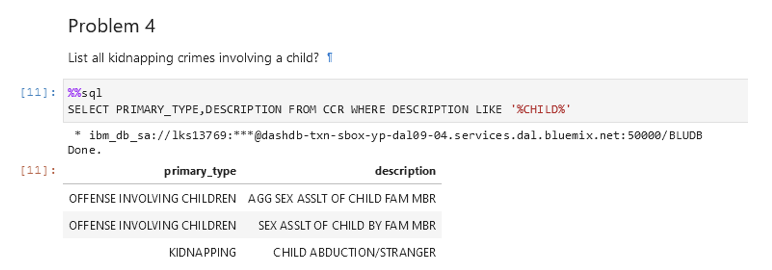 Problem 4
List all kidnapping crimes involving a child? ¶
[11]: %%sql
SELECT PRIMARY_TYPE,DESCRIPTION FROM CCR WHERE DESCRIPTION LIKE '%CHILD%'
* ibm_db_sa://lks13769:***@dashdb-txn-sbox-yp-dal09-04.services.dal.bluemix.net:50000/BLUDB
Done.
[11]: primary_type description
OFFENSE INVOLVING CHILDREN AGG SEX ASSLT OF CHILD FAM MBR
OFFENSE INVOLVING CHILDREN SEX ASSLT OF CHILD BY FAM MBR
KIDNAPPING CHILD ABDUCTION/STRANGER